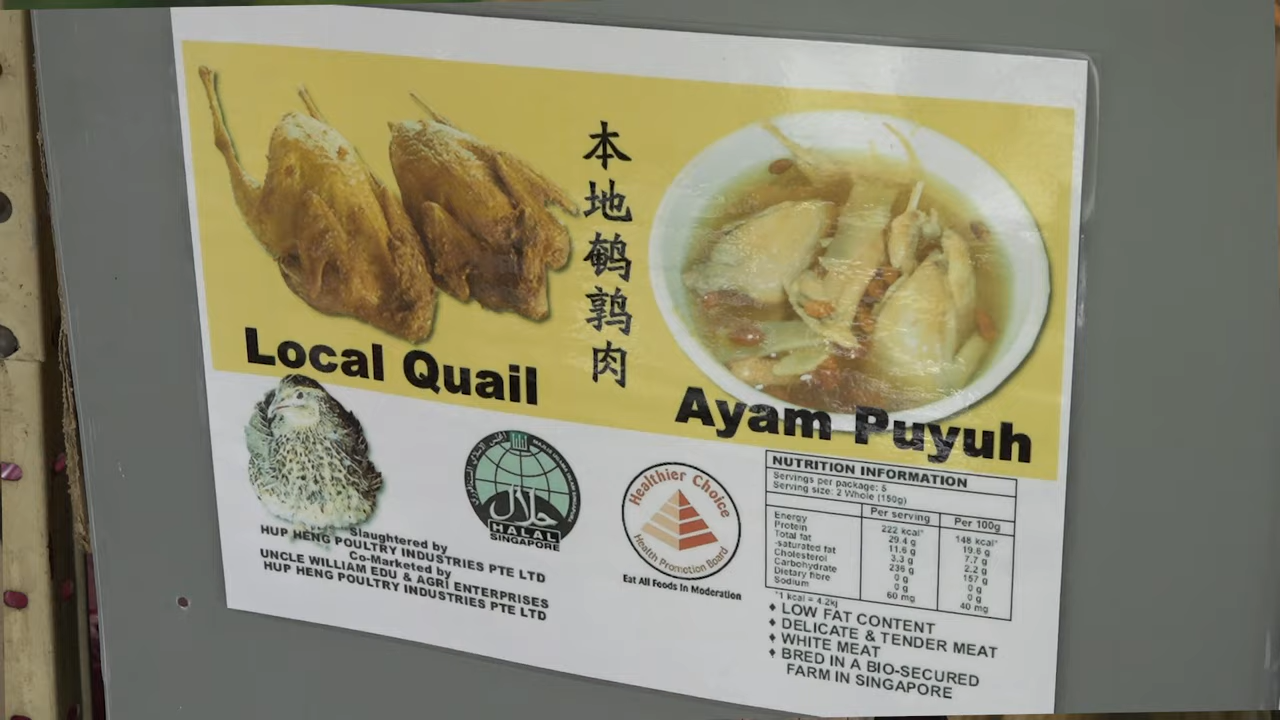 本地鹌鹑肉
Local Quail
Ayam Puyuh
Slaughtered by
HUP HENG POULTRY INDUSTRIES PTE LTD
Co-Marketed by
UNCLE WILLIAM EDU & AGRI ENTERPRISES
HUP HENG POULTRY INDUSTRIES PTE LTD
حلال
HALAL
SINGAPORE
Healthier Choice
Health Promotion Board
Eat All Foods In Moderation
NUTRITION INFORMATION
Servings per package: 5
Serving size: 2 Whole (150g)
Per serving Per 100g
Energy 222 kcal* 148 kcal*
Protein 29.4 g 19.6 g
Total fat 11.6 g 7.7 g
-saturated fat 3.3 g 2.2 g
Cholesterol 236 g 157 g
Carbohydrate 0 g 0 g
Dietary fibre 0 g 0 g
Sodium 60 mg 40 mg
*1 kcal = 4.2kj
♦ LOW FAT CONTENT
♦ DELICATE & TENDER MEAT
♦ WHITE MEAT
♦ BRED IN A BIO-SECURED
FARM IN SINGAPORE